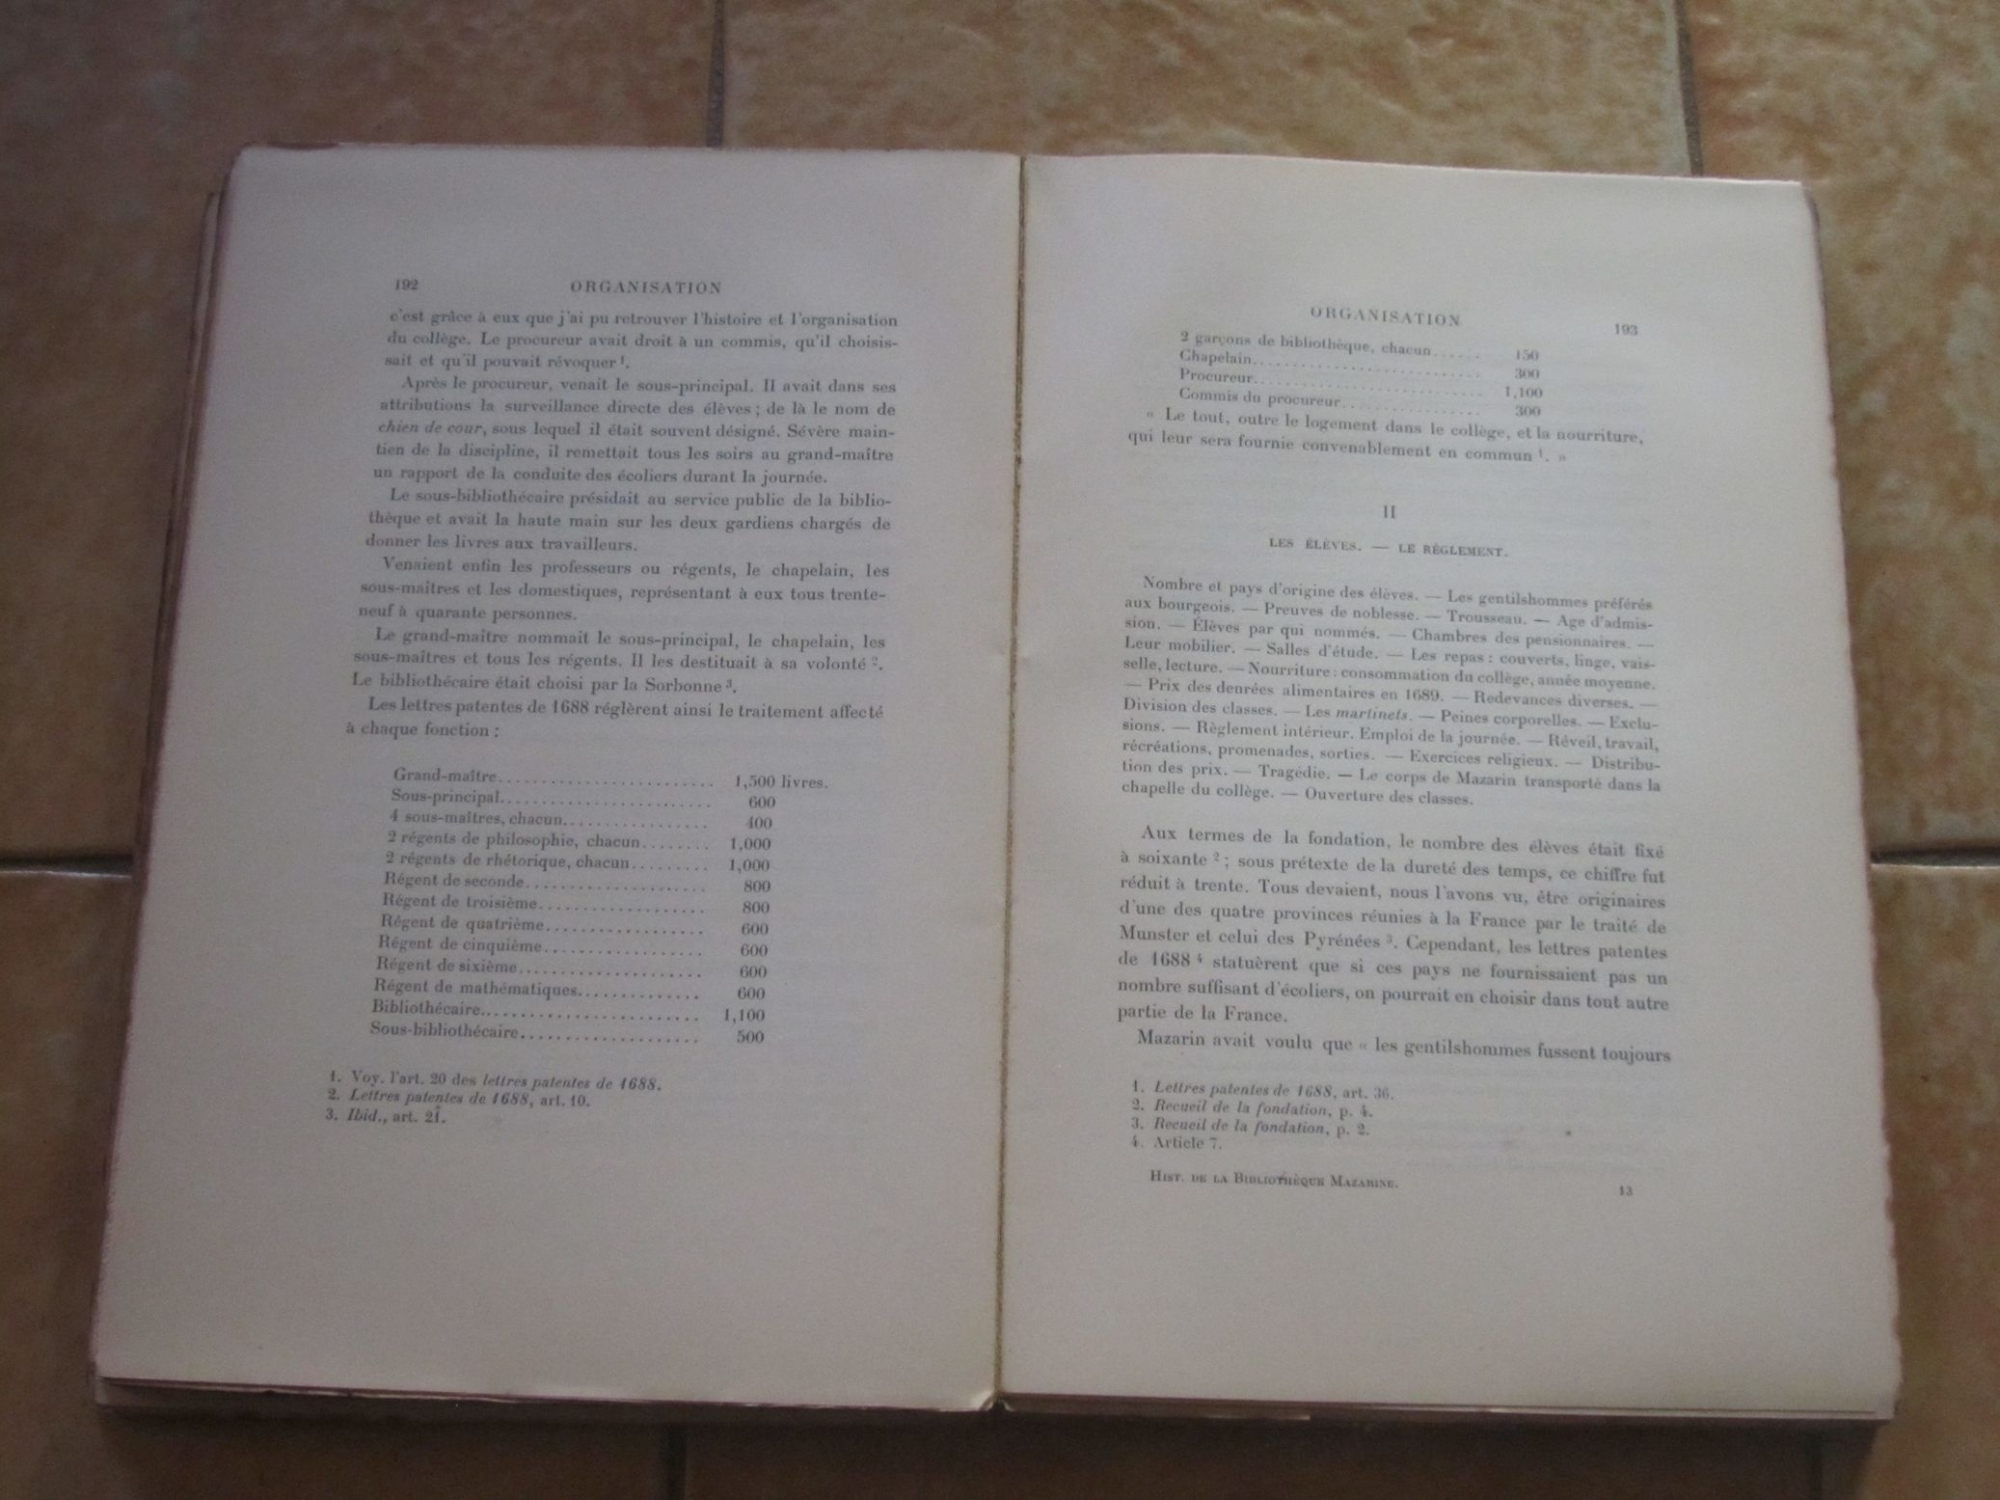 192 ORGANISATION
c'est grâce à eux que j'ai pu retrouver l'histoire et l'organisation
du collège. Le procureur avait droit à un commis, qu'il choisis-
sait et qu'il pouvait révoquer 1.
Après le procureur, venait le sous-principal. Il avait dans ses
attributions la surveillance directe des élèves ; de là le nom de
chien de cour, sous lequel il était souvent désigné. Sévère main-
tien de la discipline, il remettait tous les soirs au grand-maître
un rapport de la conduite des écoliers durant la journée.
Le sous-bibliothécaire présidait au service public de la biblio-
thèque et avait la haute main sur les deux gardiens chargés de
donner les livres aux travailleurs.
Venaient enfin les professeurs ou régents, le chapelain, les
sous-maîtres et les domestiques, représentant à eux tous trente-
neuf à quarante personnes.
Le grand-maître nommait le sous-principal, le chapelain, les
sous-maîtres et tous les régents. Il les destituait à sa volonté 2.
Le bibliothécaire était choisi par la Sorbonne 3.
Les lettres patentes de 1688 réglèrent ainsi le traitement affecté
à chaque fonction :
Grand-maître........................ 1,500 livres.
Sous-principal........................ 600
4 sous-maîtres, chacun................ 400
2 régents de philosophie, chacun........ 1,000
2 régents de rhétorique, chacun......... 1,000
Régent de seconde.................... 800
Régent de troisième.................. 800
Régent de quatrième.................. 600
Régent de cinquième.................. 600
Régent de sixième.................... 600
Régent de mathématiques.............. 600
Bibliothécaire........................ 1,100
Sous-bibliothécaire.................... 500
1. Voy. l'art. 20 des lettres patentes de 1688.
2. Lettres patentes de 1688, art. 10.
3. Ibid., art. 21.
ORGANISATION 193
2 garçons de bibliothèque, chacun...... 150
Chapelain........................ 300
Procureur........................ 1,100
Commis du procureur.............. 300
« Le tout, outre le logement dans le collège, et la nourriture,
qui leur sera fournie convenablement en commun 1. »
II
LES ÉLÈVES. — LE RÈGLEMENT.
Nombre et pays d'origine des élèves. — Les gentilshommes préférés
aux bourgeois. — Preuves de noblesse. — Trousseau. — Age d'admis-
sion. — Élèves par qui nommés. — Chambres des pensionnaires. —
Leur mobilier. — Salles d'étude. — Les repas : couverts, linge, vais-
selle, lecture. — Nourriture : consommation du collège, année moyenne.
— Prix des denrées alimentaires en 1689. — Redevances diverses. —
Division des classes. — Les martinets. — Peines corporelles. — Exclu-
sions. — Règlement intérieur. Emploi de la journée. — Réveil, travail,
récréations, promenades, sorties. — Exercices religieux. — Distribu-
tion des prix. — Tragédie. — Le corps de Mazarin transporté dans la
chapelle du collège. — Ouverture des classes.
Aux termes de la fondation, le nombre des élèves était fixé
à soixante 2 ; sous prétexte de la dureté des temps, ce chiffre fut
réduit à trente. Tous devaient, nous l'avons vu, être originaires
d'une des quatre provinces réunies à la France par le traité de
Munster et celui des Pyrénées 3. Cependant, les lettres patentes
de 1688 4 statuèrent que si ces pays ne fournissaient pas un
nombre suffisant d'écoliers, on pourrait en choisir dans tout autre
partie de la France.
Mazarin avait voulu que « les gentilshommes fussent toujours
1. Lettres patentes de 1688, art. 36.
2. Recueil de la fondation, p. 4.
3. Recueil de la fondation, p. 2.
4. Article 7.
HIST. DE LA BIBLIOTHÈQUE MAZARINE. 13